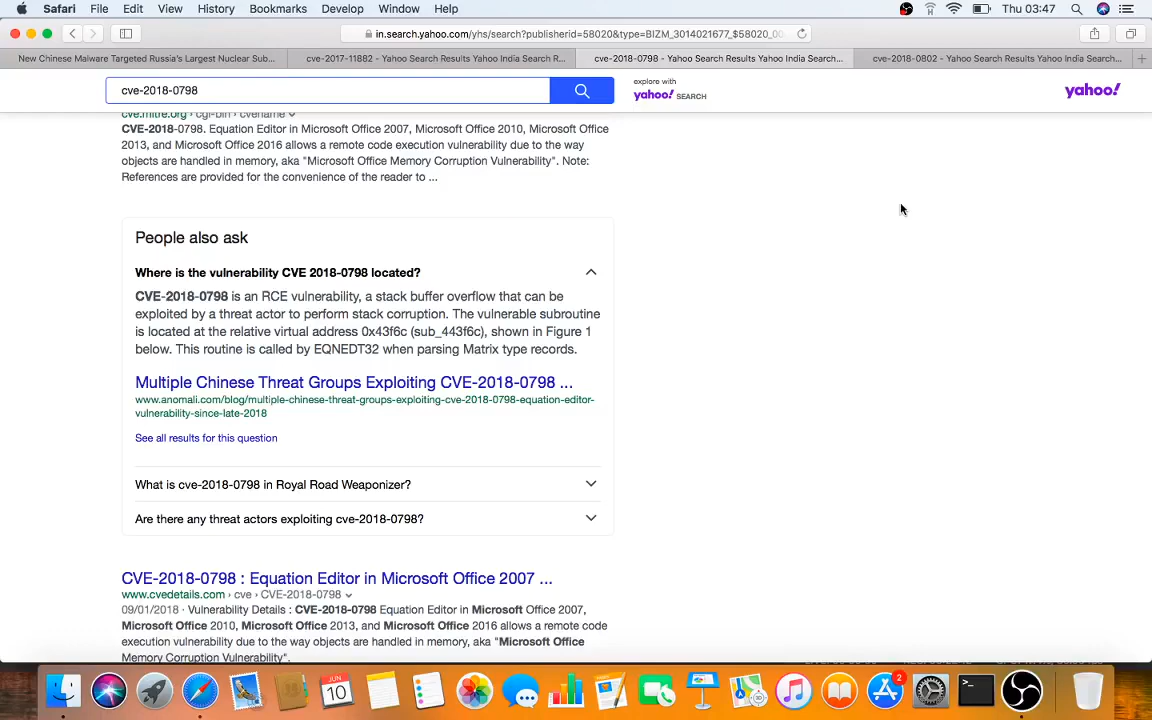 Safari File Edit View History Bookmarks Develop Window Help Thu 03:47
in.search.yahoo.com/yhs/search?publisherid=58020&type=BIZM_3014021677_$58020_00
New Chinese Malware Targeted Russia's Largest Nuclear Sub...
cve-2017-11882 - Yahoo Search Results Yahoo India Search R...
cve-2018-0798 - Yahoo Search Results Yahoo India Search...
cve-2018-0802 - Yahoo Search Results Yahoo India Search...
explore with
cve-2018-0798
yahoo! SEARCH
yahoo!
cve.mitre.org › cgi-bin › cvename
CVE-2018-0798. Equation Editor in Microsoft Office 2007, Microsoft Office 2010, Microsoft Office
2013, and Microsoft Office 2016 allows a remote code execution vulnerability due to the way
objects are handled in memory, aka "Microsoft Office Memory Corruption Vulnerability". Note:
References are provided for the convenience of the reader to ...
People also ask
Where is the vulnerability CVE 2018-0798 located?
CVE-2018-0798 is an RCE vulnerability, a stack buffer overflow that can be
exploited by a threat actor to perform stack corruption. The vulnerable subroutine
is located at the relative virtual address 0x43f6c (sub_443f6c), shown in Figure 1
below. This routine is called by EQNEDT32 when parsing Matrix type records.
Multiple Chinese Threat Groups Exploiting CVE-2018-0798 ...
www.anomali.com/blog/multiple-chinese-threat-groups-exploiting-cve-2018-0798-equation-editor-
vulnerability-since-late-2018
See all results for this question
What is cve-2018-0798 in Royal Road Weaponizer?
Are there any threat actors exploiting cve-2018-0798?
CVE-2018-0798 : Equation Editor in Microsoft Office 2007 ...
www.cvedetails.com › cve › CVE-2018-0798
09/01/2018 · Vulnerability Details : CVE-2018-0798 Equation Editor in Microsoft Office 2007,
Microsoft Office 2010, Microsoft Office 2013, and Microsoft Office 2016 allows a remote code
execution vulnerability due to the way objects are handled in memory, aka "Microsoft Office
Memory Corruption Vulnerability".
JUN
10
2